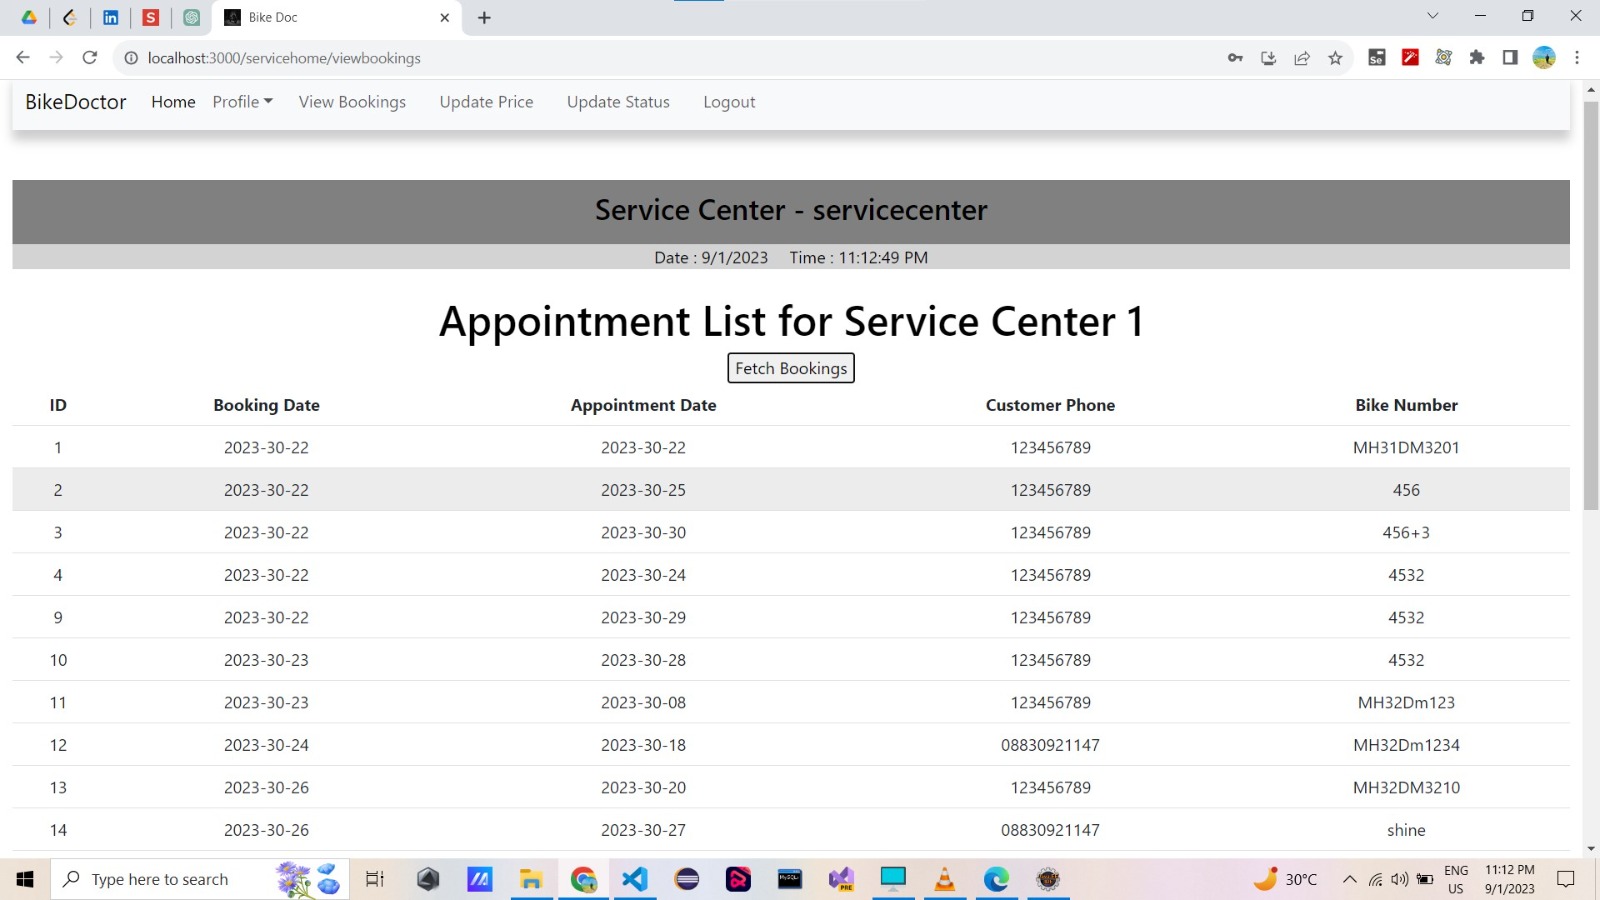 Bike Doc
localhost:3000/servicehome/viewbookings
BikeDoctor Home Profile View Bookings Update Price Update Status Logout
Service Center - servicecenter
Date : 9/1/2023 Time : 11:12:49 PM
Appointment List for Service Center 1
Fetch Bookings
ID Booking Date Appointment Date Customer Phone Bike Number
1 2023-30-22 2023-30-22 123456789 MH31DM3201
2 2023-30-22 2023-30-25 123456789 456
3 2023-30-22 2023-30-30 123456789 456+3
4 2023-30-22 2023-30-24 123456789 4532
9 2023-30-22 2023-30-29 123456789 4532
10 2023-30-23 2023-30-28 123456789 4532
11 2023-30-23 2023-30-08 123456789 MH32Dm123
12 2023-30-24 2023-30-18 08830921147 MH32Dm1234
13 2023-30-26 2023-30-20 123456789 MH32DM3210
14 2023-30-26 2023-30-27 08830921147 shine
Type here to search
30°C
ENG
US
11:12 PM
9/1/2023